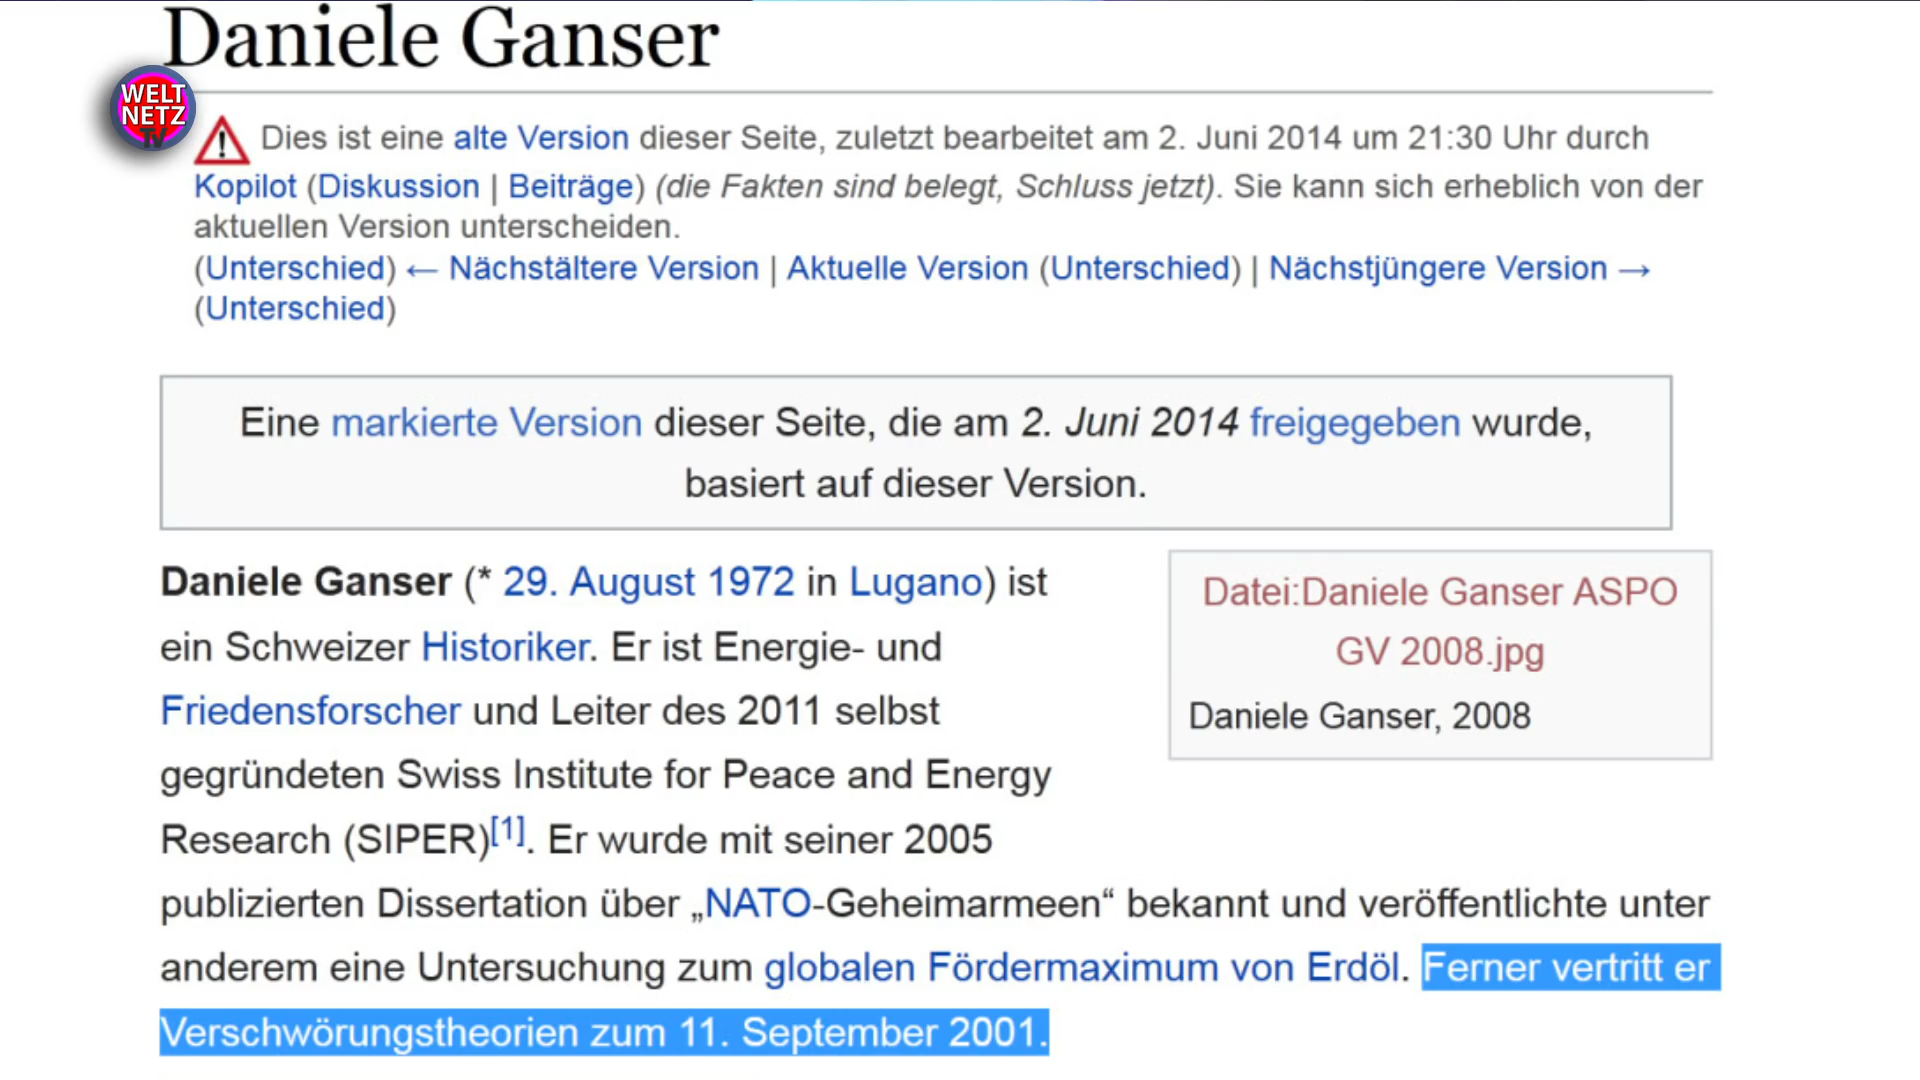 Daniele Ganser
WELT
NETZ
TV
Dies ist eine alte Version dieser Seite, zuletzt bearbeitet am 2. Juni 2014 um 21:30 Uhr durch
Kopilot (Diskussion | Beiträge) (die Fakten sind belegt, Schluss jetzt). Sie kann sich erheblich von der
aktuellen Version unterscheiden.
(Unterschied) ← Nächstältere Version | Aktuelle Version (Unterschied) | Nächstjüngere Version →
(Unterschied)
Eine markierte Version dieser Seite, die am 2. Juni 2014 freigegeben wurde,
basiert auf dieser Version.
Daniele Ganser (* 29. August 1972 in Lugano) ist
ein Schweizer Historiker. Er ist Energie- und
Friedensforscher und Leiter des 2011 selbst
gegründeten Swiss Institute for Peace and Energy
Research (SIPER)[1]. Er wurde mit seiner 2005
publizierten Dissertation über „NATO-Geheimarmeen“ bekannt und veröffentlichte unter
anderem eine Untersuchung zum globalen Fördermaximum von Erdöl. Ferner vertritt er
Verschwörungstheorien zum 11. September 2001.
Datei:Daniele Ganser ASPO
GV 2008.jpg
Daniele Ganser, 2008